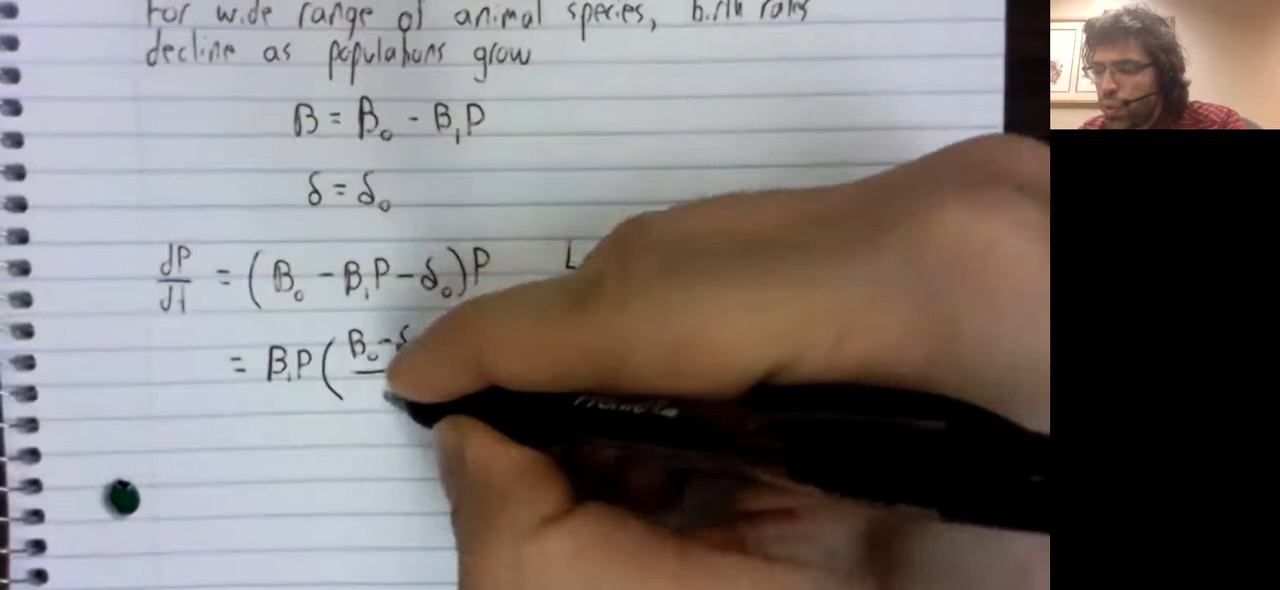 For wide range of animal species, birth rates
decline as populations grow
β = β₀ - β₁P
δ = δ₀
dP/dt = (β₀ - β₁P - δ₀)P L
= β₁P (β₀ - δ